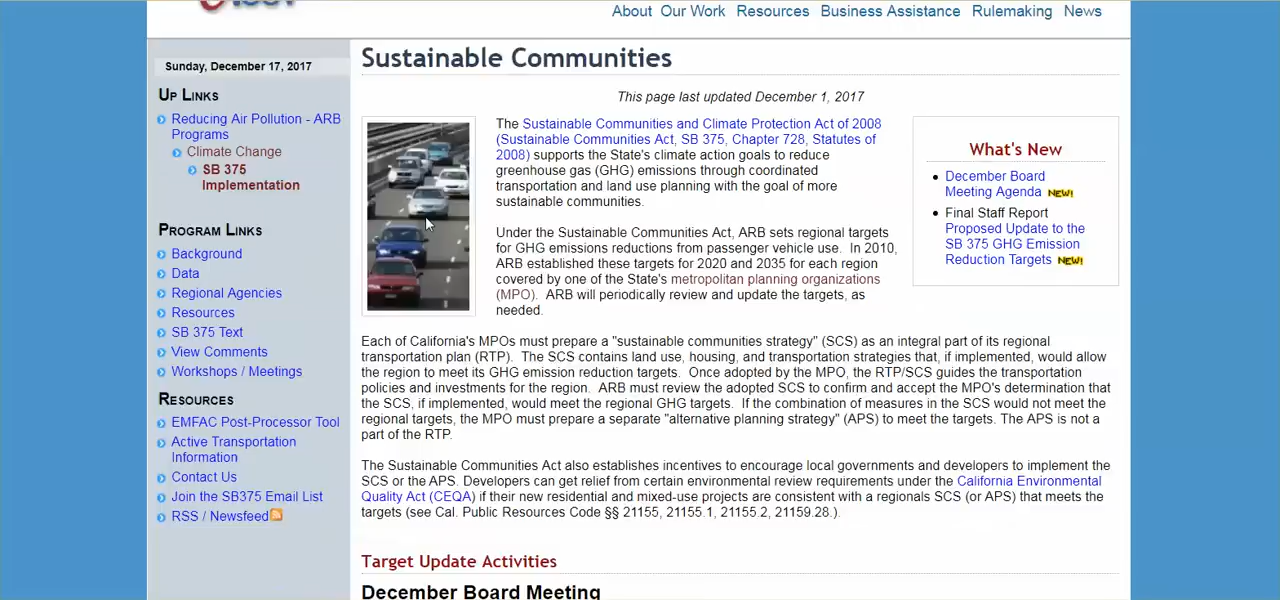 About Our Work Resources Business Assistance Rulemaking News
Sunday, December 17, 2017
UP LINKS
Reducing Air Pollution - ARB
Programs
Climate Change
SB 375
Implementation
PROGRAM LINKS
Background
Data
Regional Agencies
Resources
SB 375 Text
View Comments
Workshops / Meetings
RESOURCES
EMFAC Post-Processor Tool
Active Transportation
Information
Contact Us
Join the SB375 Email List
RSS / Newsfeed
Sustainable Communities
This page last updated December 1, 2017
The Sustainable Communities and Climate Protection Act of 2008
(Sustainable Communities Act, SB 375, Chapter 728, Statutes of
2008) supports the State's climate action goals to reduce
greenhouse gas (GHG) emissions through coordinated
transportation and land use planning with the goal of more
sustainable communities.
Under the Sustainable Communities Act, ARB sets regional targets
for GHG emissions reductions from passenger vehicle use. In 2010,
ARB established these targets for 2020 and 2035 for each region
covered by one of the State's metropolitan planning organizations
(MPO). ARB will periodically review and update the targets, as
needed.
What's New
December Board
Meeting Agenda NEW!
Final Staff Report
Proposed Update to the
SB 375 GHG Emission
Reduction Targets NEW!
Each of California's MPOs must prepare a "sustainable communities strategy" (SCS) as an integral part of its regional
transportation plan (RTP). The SCS contains land use, housing, and transportation strategies that, if implemented, would allow
the region to meet its GHG emission reduction targets. Once adopted by the MPO, the RTP/SCS guides the transportation
policies and investments for the region. ARB must review the adopted SCS to confirm and accept the MPO's determination that
the SCS, if implemented, would meet the regional GHG targets. If the combination of measures in the SCS would not meet the
regional targets, the MPO must prepare a separate "alternative planning strategy" (APS) to meet the targets. The APS is not a
part of the RTP.
The Sustainable Communities Act also establishes incentives to encourage local governments and developers to implement the
SCS or the APS. Developers can get relief from certain environmental review requirements under the California Environmental
Quality Act (CEQA) if their new residential and mixed-use projects are consistent with a regionals SCS (or APS) that meets the
targets (see Cal. Public Resources Code §§ 21155, 21155.1, 21155.2, 21159.28.).
Target Update Activities
December Board Meeting